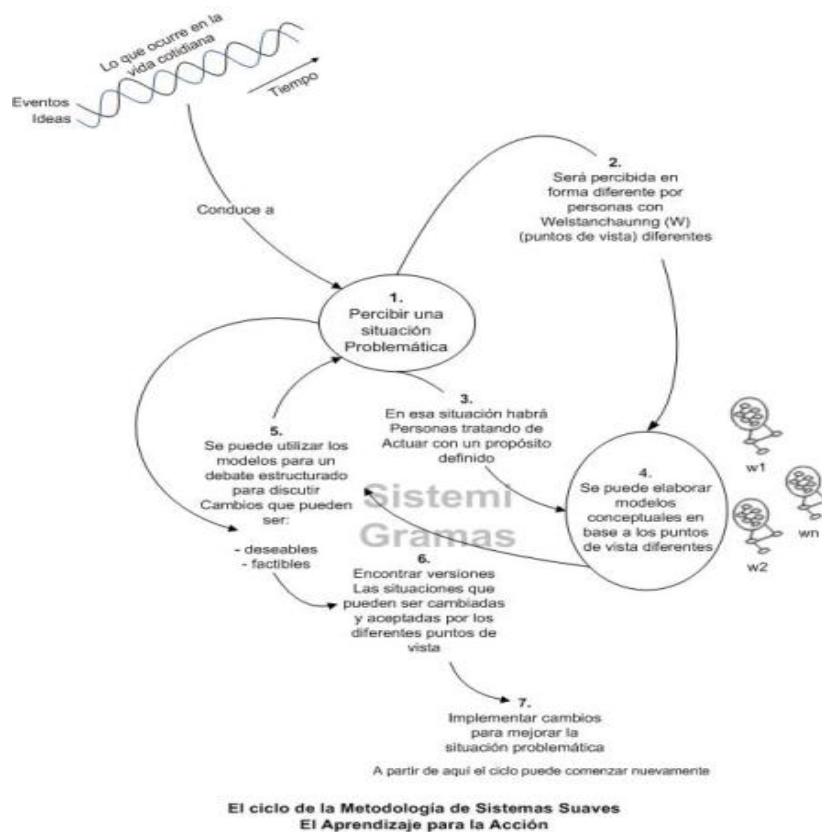 Lo que ocurre en la
vida cotidiana
Tiempo
Eventos
Ideas
Conduce a
2.
Será percibida en
forma diferente por
personas con
Welstanchaunng (W)
(puntos de vista) diferentes
1.
Percibir una
situación
Problemática
3.
En esa situación habrá
Personas tratando de
Actuar con un propósito
definido
4.
Se puede elaborar
modelos
conceptuales en
base a los puntos
de vista diferentes
w1
wn
w2
5.
Se puede utilizar los
modelos para un
debate estructurado
para discutir
Cambios que pueden
ser:
- deseables
- factibles
Sistemi
Gramas
6.
Encontrar versiones
Las situaciones que
pueden ser cambiadas
y aceptadas por los
diferentes puntos de
vista
7.
Implementar cambios
para mejorar la
situación problemática
A partir de aquí el ciclo puede comenzar nuevamente
El ciclo de la Metodología de Sistemas Suaves
El Aprendizaje para la Acción